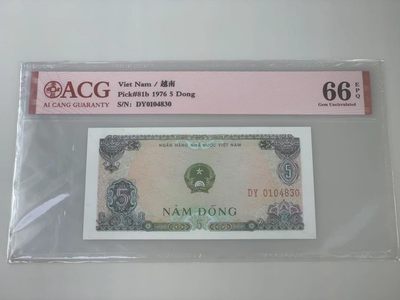 ACG
AI CANG GUARANTY
Viet Nam / 越南
Pick#81b 1976 5 Dong
S/N: DY0104830
66 EPQ
Gem Uncirculated
NGÂN HÀNG NHÀ NƯỚC VIỆT NAM
5
5
DY 0104830
NĂM ĐỒNG
5